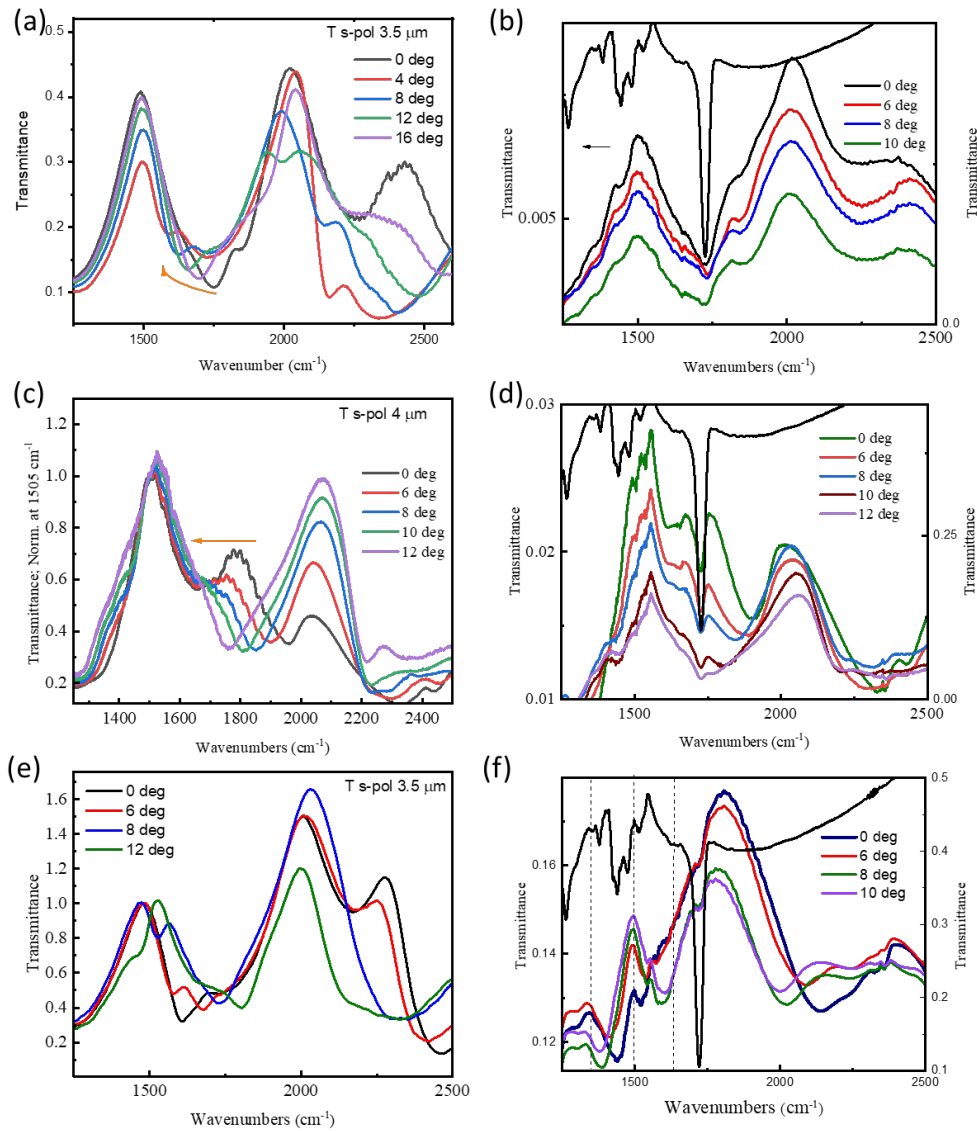 (a)
T s-pol 3.5 µm
0 deg
4 deg
8 deg
12 deg
16 deg
0.5
0.4
0.3
0.2
0.1
Transmittance
1500
2000
2500
Wavenumber (cm⁻¹)
(b)
0 deg
6 deg
8 deg
10 deg
0.005
0.0
Transmittance
Transmittance
1500
1750
2000
2250
2500
Wavenumbers (cm⁻¹)
(c)
T s-pol 4 µm
0 deg
6 deg
8 deg
10 deg
12 deg
1.2
1.0
0.8
0.6
0.4
0.2
Transmittance; Norm. at 1505 cm⁻¹
1400
1600
1800
2000
2200
2400
Wavenumbers (cm⁻¹)
(d)
0 deg
6 deg
8 deg
10 deg
12 deg
0.03
0.02
0.01
0.25
0.00
Transmittance
Transmittance
1500
2000
2500
Wavenumbers (cm⁻¹)
(e)
T s-pol 3.5 µm
0 deg
6 deg
8 deg
12 deg
1.6
1.4
1.2
1.0
0.8
0.6
0.4
0.2
Transmittance
1500
2000
2500
Wavenumbers (cm⁻¹)
(f)
0 deg
6 deg
8 deg
10 deg
0.16
0.14
0.12
0.5
0.4
0.3
0.2
0.1
Transmittance
Transmittance
1500
2000
2500
Wavenumbers (cm⁻¹)